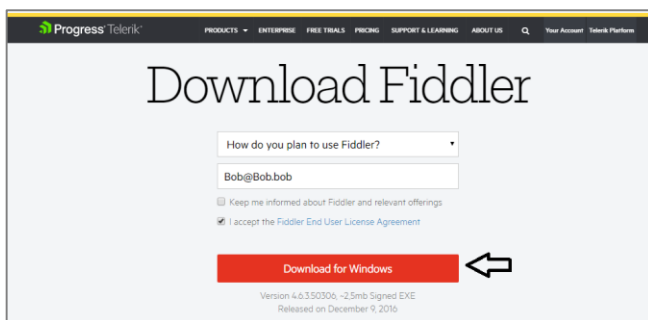 Progress Telerik
PRODUCTS ENTERPRISE FREE TRIALS PRICING SUPPORT & LEARNING ABOUT US Your Account Telerik Platform
Download Fiddler
How do you plan to use Fiddler?
Bob@Bob.bob
Keep me informed about Fiddler and relevant offerings
I accept the Fiddler End User License Agreement
Download for Windows
Version 4.6.3.50306, ~2,5mb Signed EXE
Released on December 9, 2016